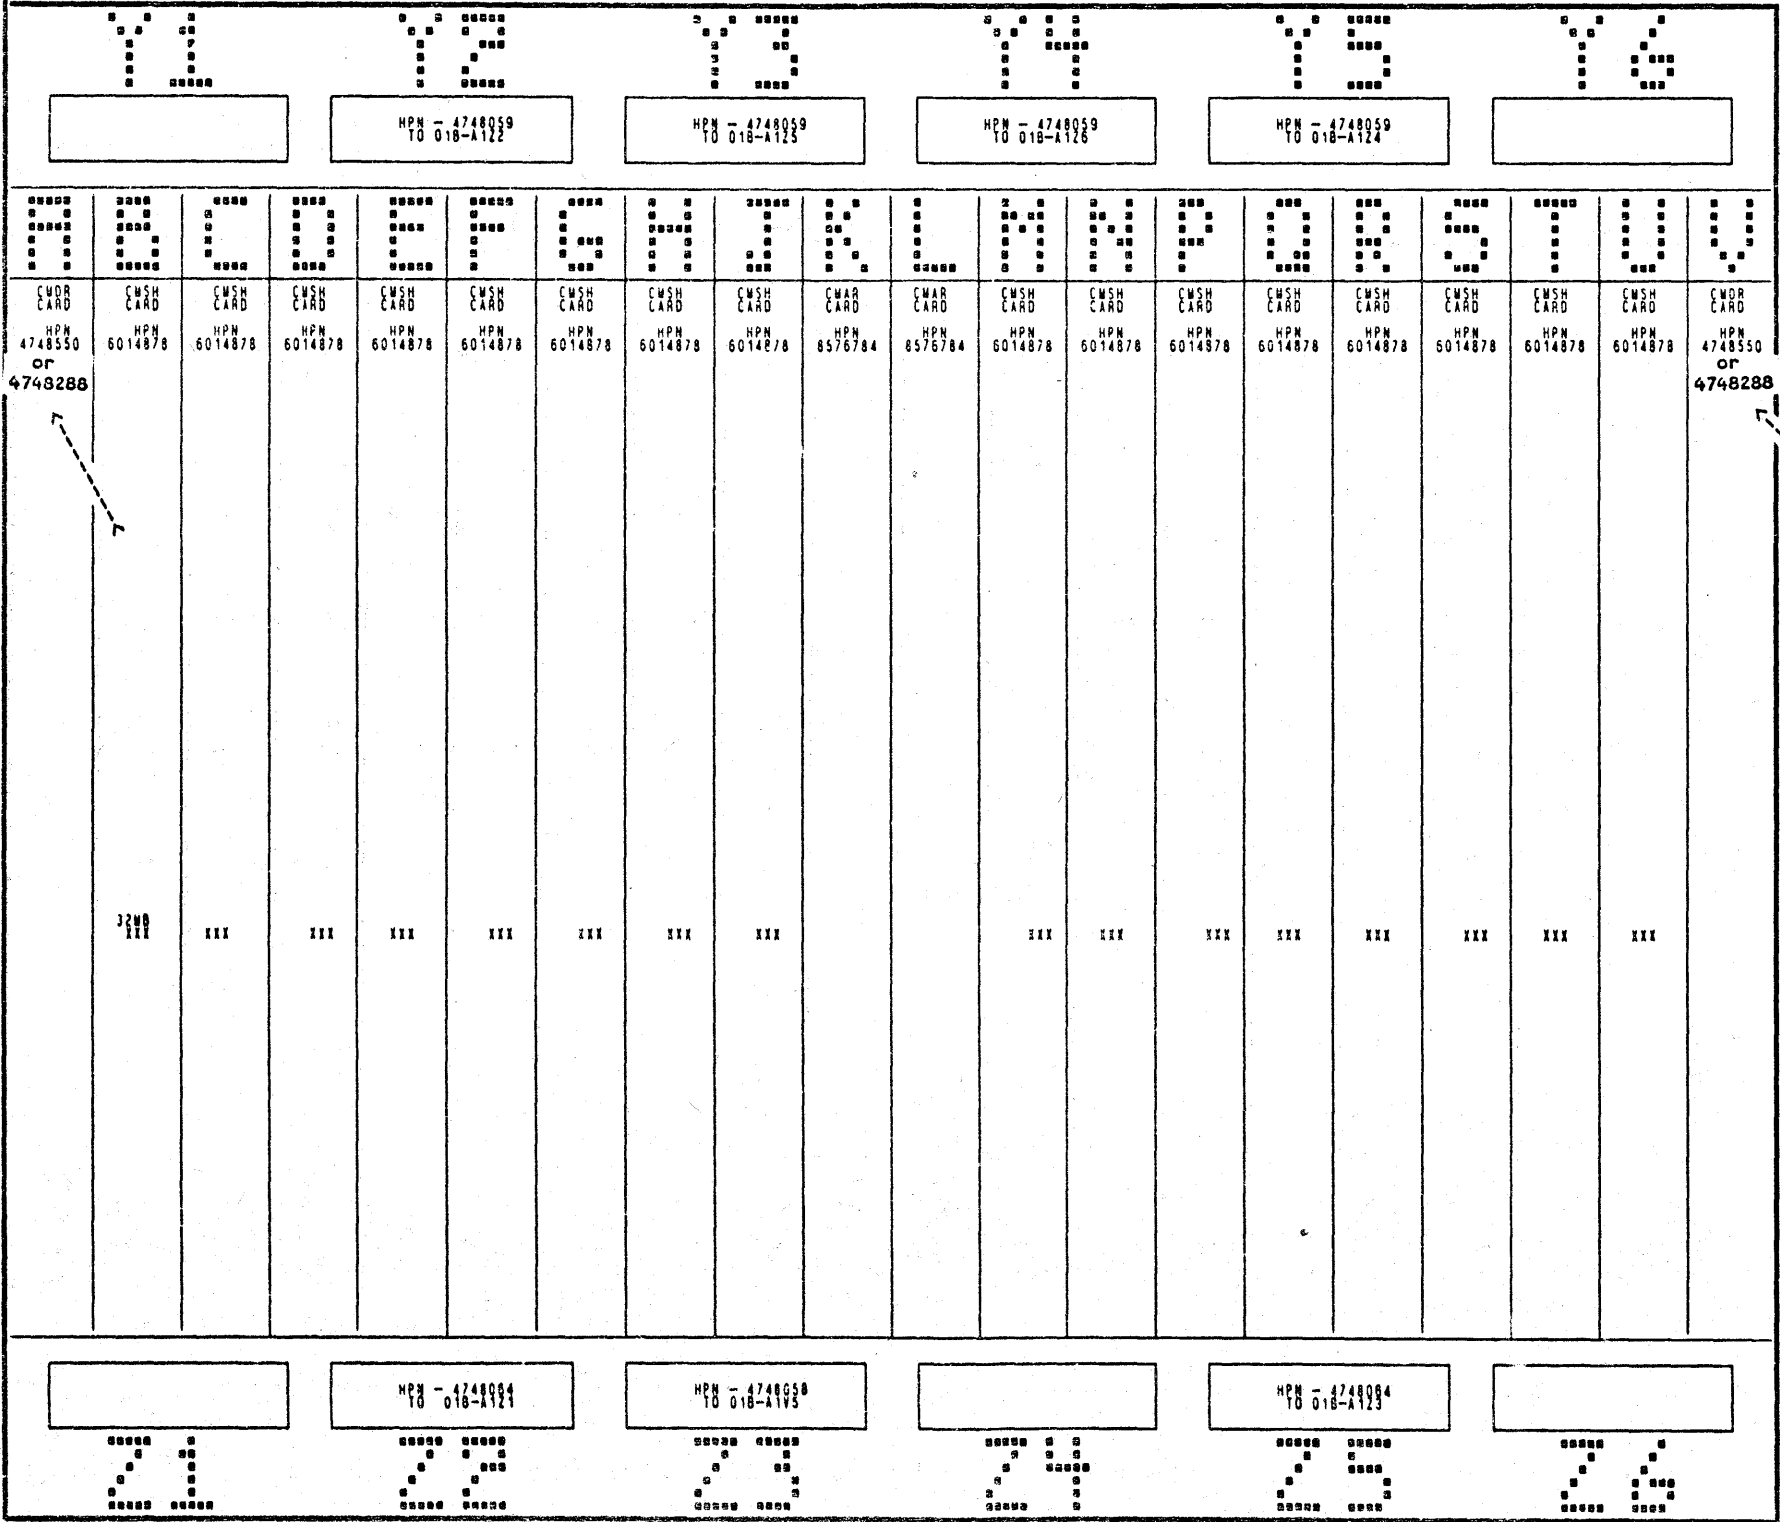 Y1 Y2 Y3 Y4 Y5 Y6
HPN - 4748059 HPN - 4748059 HPN - 4748059 HPN - 4748059
TO 01B-A1Z2 TO 01B-A1Z5 TO 01B-A1Z6 TO 01B-A1Z4
A B C D E F G H J K L M N P Q R S T U V
CWDR CWSH CWSH CWSH CWSH CWSH CWSH CWSH CWSH CWAR CWAR CWSH CWSH CWSH CWSH CWSH CWSH CWSH CWSH CWDR
CARD CARD CARD CARD CARD CARD CARD CARD CARD CARD CARD CARD CARD CARD CARD CARD CARD CARD CARD CARD
HPN HPN HPN HPN HPN HPN HPN HPN HPN HPN HPN HPN HPN HPN HPN HPN HPN HPN HPN HPN
4748550 6014878 6014878 6014878 6014878 6014878 6014878 6014878 6014878 8576784 8576784 6014878 6014878 6014878 6014878 6014878 6014878 6014878 6014878 4748550
or or
4748288 4748288
32MB
XXX XXX XXX XXX XXX XXX XXX XXX XXX XXX XXX XXX XXX XXX XXX XXX
HPN - 4748064 HPN - 4748058 HPN - 4748064
TO 01B-A1Z1 TO 01B-A1V5 TO 01B-A1Z3
Z1 Z2 Z3 Z4 Z5 Z6